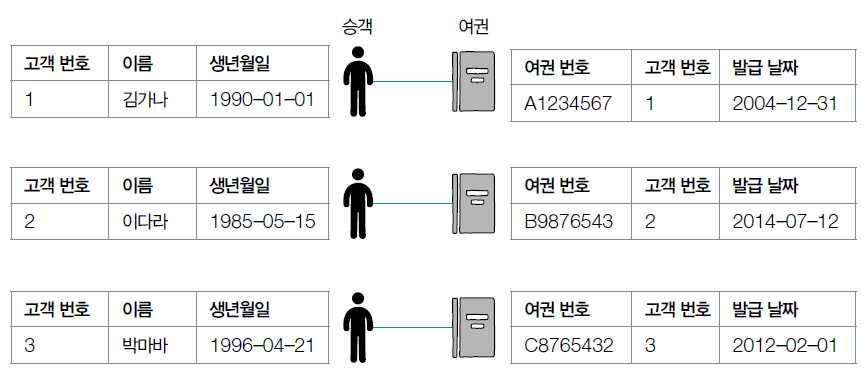 승객 여권
고객 번호 이름 생년월일 여권 번호 고객 번호 발급 날짜
1 김가나 1990–01–01 A1234567 1 2004–12–31
고객 번호 이름 생년월일 여권 번호 고객 번호 발급 날짜
2 이다라 1985–05–15 B9876543 2 2014–07–12
고객 번호 이름 생년월일 여권 번호 고객 번호 발급 날짜
3 박마바 1996–04–21 C8765432 3 2012–02–01